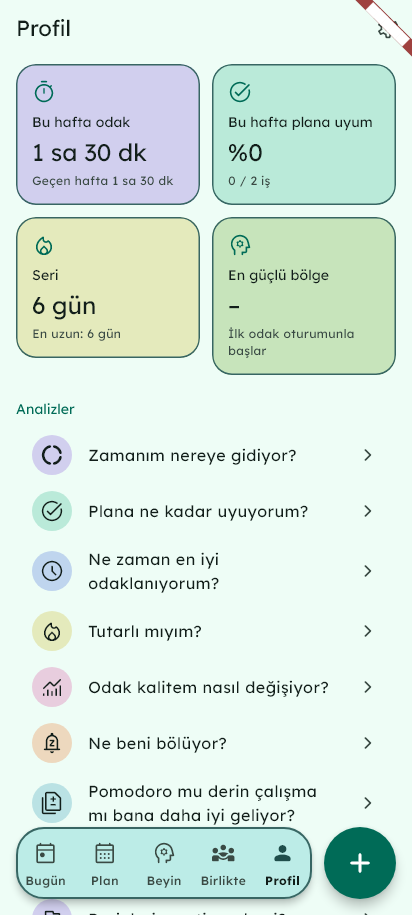 Profil
Bu hafta odak
1 sa 30 dk
Geçen hafta 1 sa 30 dk
Bu hafta plana uyum
%0
0 / 2 iş
Seri
6 gün
En uzun: 6 gün
En güçlü bölge
–
İlk odak oturumunla
başlar
Analizler
Zamanım nereye gidiyor?
Plana ne kadar uyuyorum?
Ne zaman en iyi
odaklanıyorum?
Tutarlı mıyım?
Odak kalitem nasıl değişiyor?
Ne beni bölüyor?
Pomodoro mu derin çalışma
mı bana daha iyi geliyor?
Bugün
Plan
Beyin
Birlikte
Profil